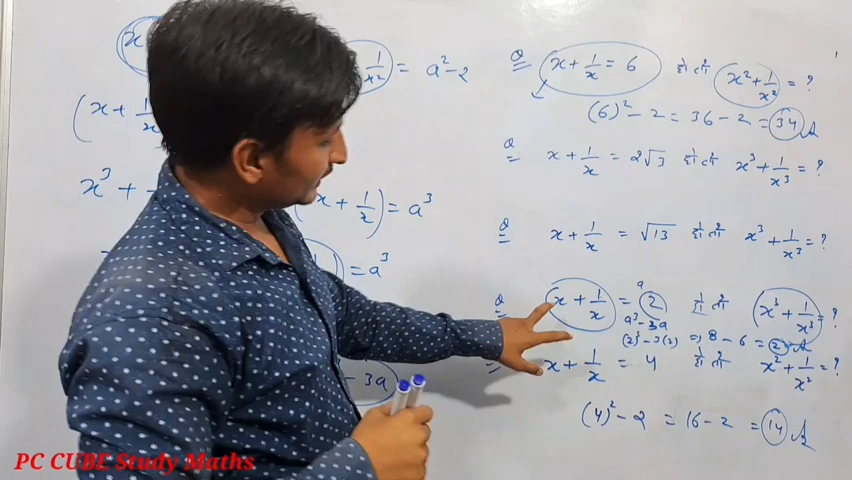 1/x² = a²-2
(x + 1
x³ +
x + 1/x) = a³
= a³
- 3a
Q x + 1/x = 6 हो तो x² + 1/x² = ?
(6)² - 2 = 36 - 2 = 34 A
Q x + 1/x = 2√3 हो तो x³ + 1/x³ = ?
Q x + 1/x = √13 हो तो x³ + 1/x³ = ?
a
Q x + 1/x = 2 हो तो x³ + 1/x³ = ?
a³ - 3a
(2)³ - 3(2) ⇒ 8 - 6 = 2 A
x + 1/x = 4 हो तो x² + 1/x² = ?
(4)² - 2 = 16 - 2 = 14 A
PC CUBE Study Maths